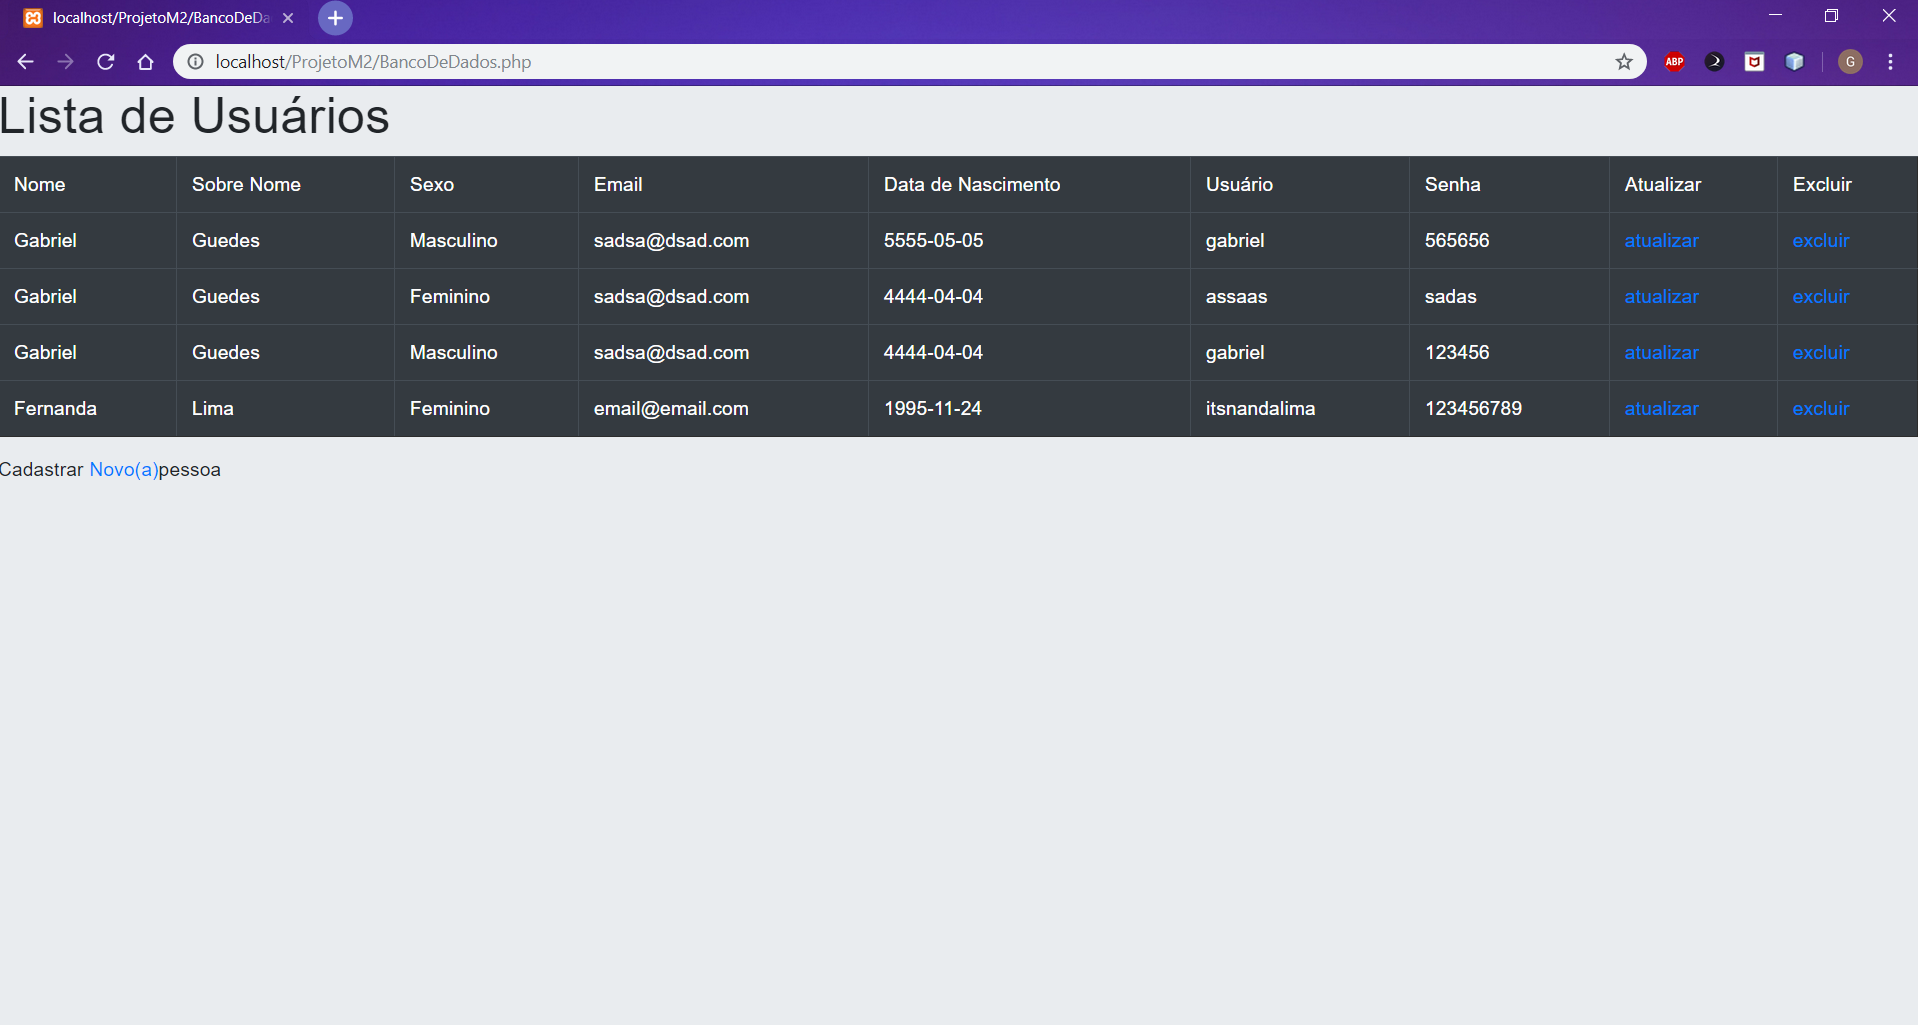 localhost/ProjetoM2/BancoDeDa
localhost/ProjetoM2/BancoDeDados.php
ABP
G
Lista de Usuários
Nome Sobre Nome Sexo Email Data de Nascimento Usuário Senha Atualizar Excluir
Gabriel Guedes Masculino sadsa@dsad.com 5555-05-05 gabriel 565656 atualizar excluir
Gabriel Guedes Feminino sadsa@dsad.com 4444-04-04 assaas sadas atualizar excluir
Gabriel Guedes Masculino sadsa@dsad.com 4444-04-04 gabriel 123456 atualizar excluir
Fernanda Lima Feminino email@email.com 1995-11-24 itsnandalima 123456789 atualizar excluir
Cadastrar Novo(a)pessoa